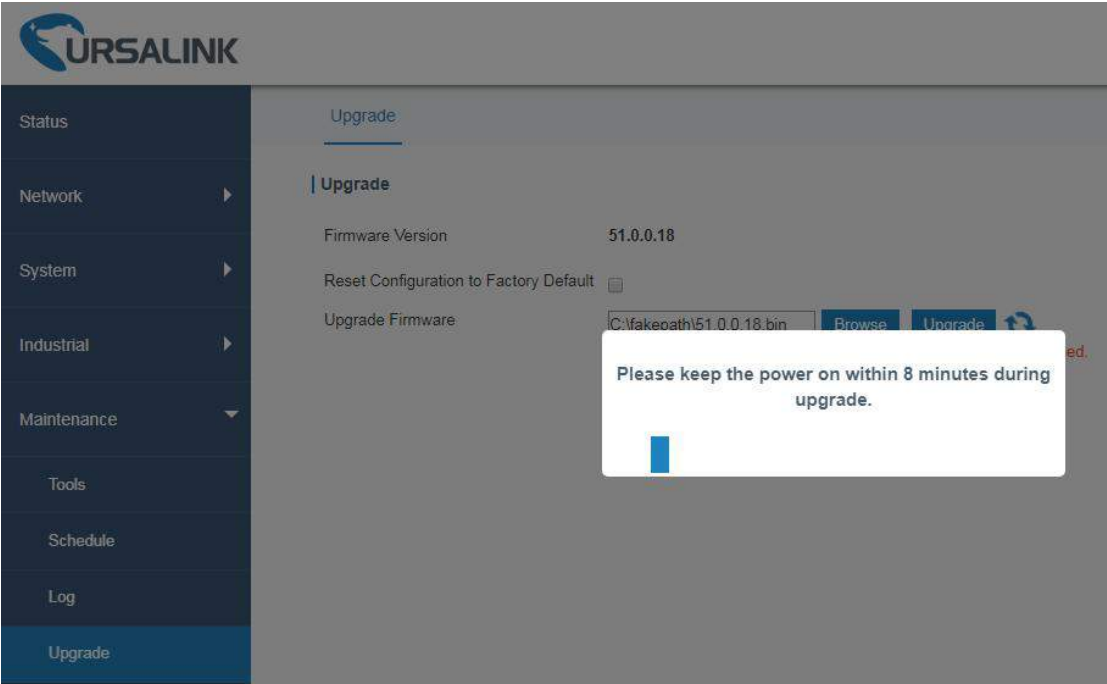 URSALINK
Status
Upgrade
Network
Upgrade
Firmware Version 51.0.0.18
System
Reset Configuration to Factory Default
Upgrade Firmware C:\fakepath\51.0.0.18.bin Browse Upgrade
Industrial
ed.
Please keep the power on within 8 minutes during
upgrade.
Maintenance
Tools
Schedule
Log
Upgrade